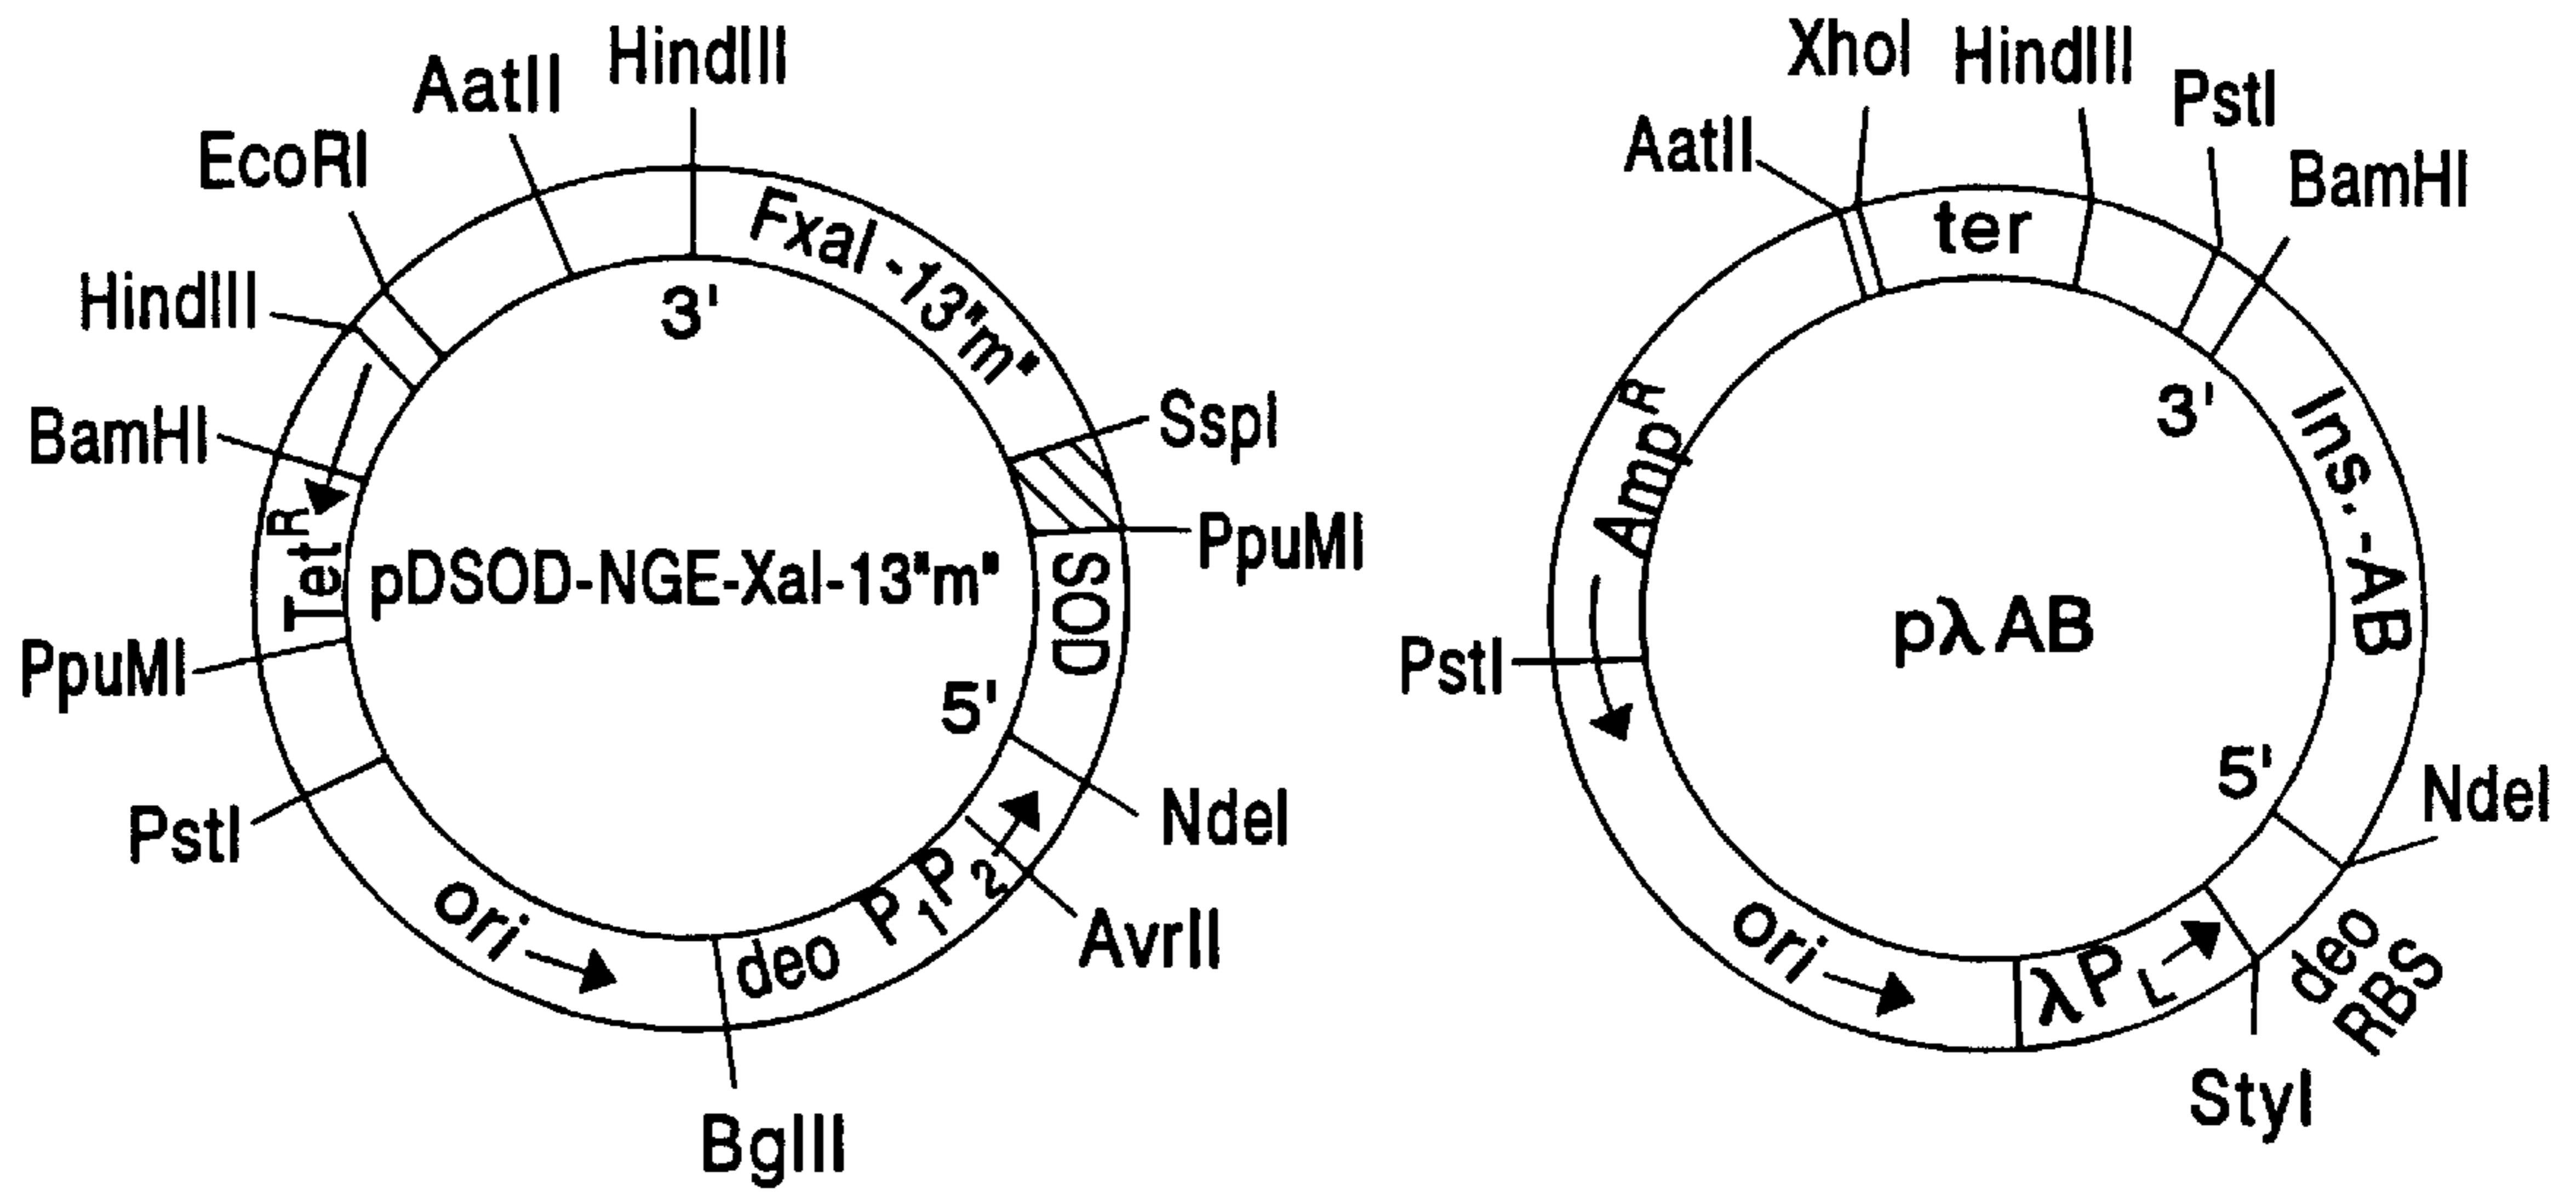 HindIII
AatII
EcoRI
HindIII
BamHI
Tet R
PpuMI
PstI
ori
BglII
deo P1P2
AvrII
NdeI
5'
SOD
PpuMI
SspI
FxaI-13"m"
3'
pDSOD-NGE-XaI-13"m"
XhoI
HindIII
PstI
BamHI
AatII
ter
3'
Ins.-AB
Amp R
PstI
pλAB
5'
NdeI
deo
RBS
StyI
λPL
ori